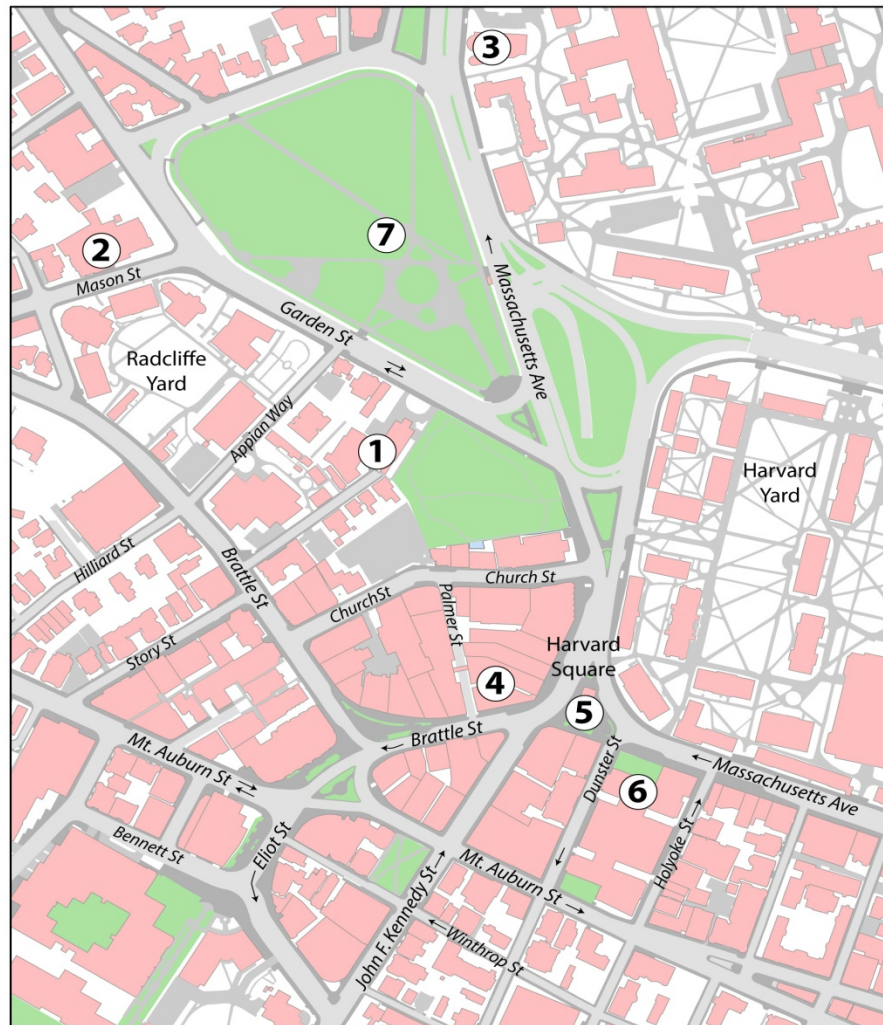 3
7
2
Mason St
Massachusetts Ave
Garden St
Radcliffe
Yard
Appian Way
1
Harvard
Yard
Hilliard St
Brattle St
Church St
ChurchSt
Palmer St
Story St
Harvard
Square
4
5
Brattle St
Mt. Auburn St
Dunster St
Massachusetts Ave
6
Holyoke St
Bennett St
Eliot St
Mt. Auburn St
John F. Kennedy St
Winthrop St